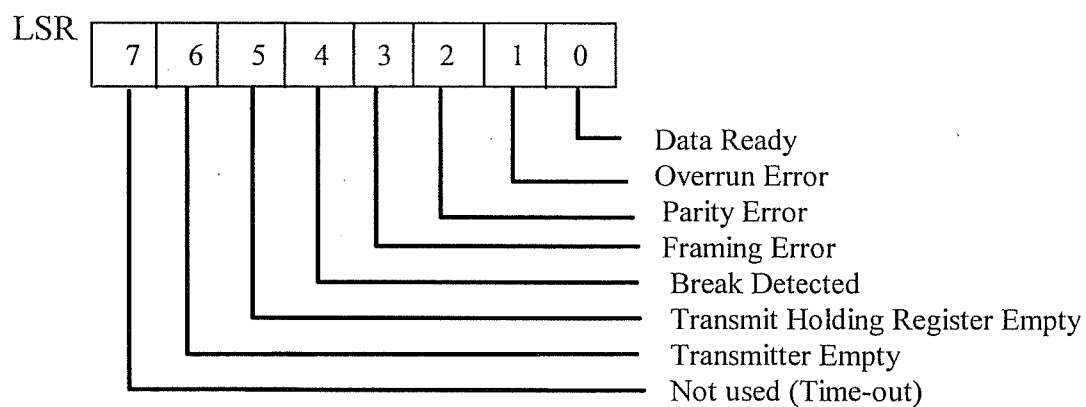 LSR
7 6 5 4 3 2 1 0
Data Ready
Overrun Error
Parity Error
Framing Error
Break Detected
Transmit Holding Register Empty
Transmitter Empty
Not used (Time-out)